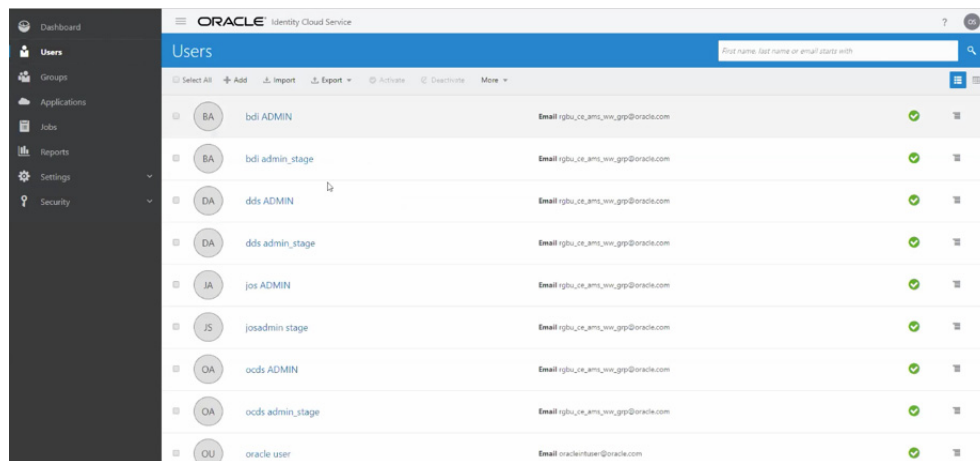 Dashboard
Users
Groups
Applications
Jobs
Reports
Settings
Security
ORACLE Identity Cloud Service
?
OS
Users
First name, last name or email starts with
Select All Add Import Export Activate Deactivate More
BA bdi ADMIN Email rgbu_ce_ams_ww_grp@oracle.com
BA bdi admin_stage Email rgbu_ce_ams_ww_grp@oracle.com
DA dds ADMIN Email rgbu_ce_ams_ww_grp@oracle.com
DA dds admin_stage Email rgbu_ce_ams_ww_grp@oracle.com
JA jos ADMIN Email rgbu_ce_ams_ww_grp@oracle.com
JS josadmin stage Email rgbu_ce_ams_ww_grp@oracle.com
OA ocds ADMIN Email rgbu_ce_ams_ww_grp@oracle.com
OA ocds admin_stage Email rgbu_ce_ams_ww_grp@oracle.com
OU oracle user Email oracleintuser@oracle.com